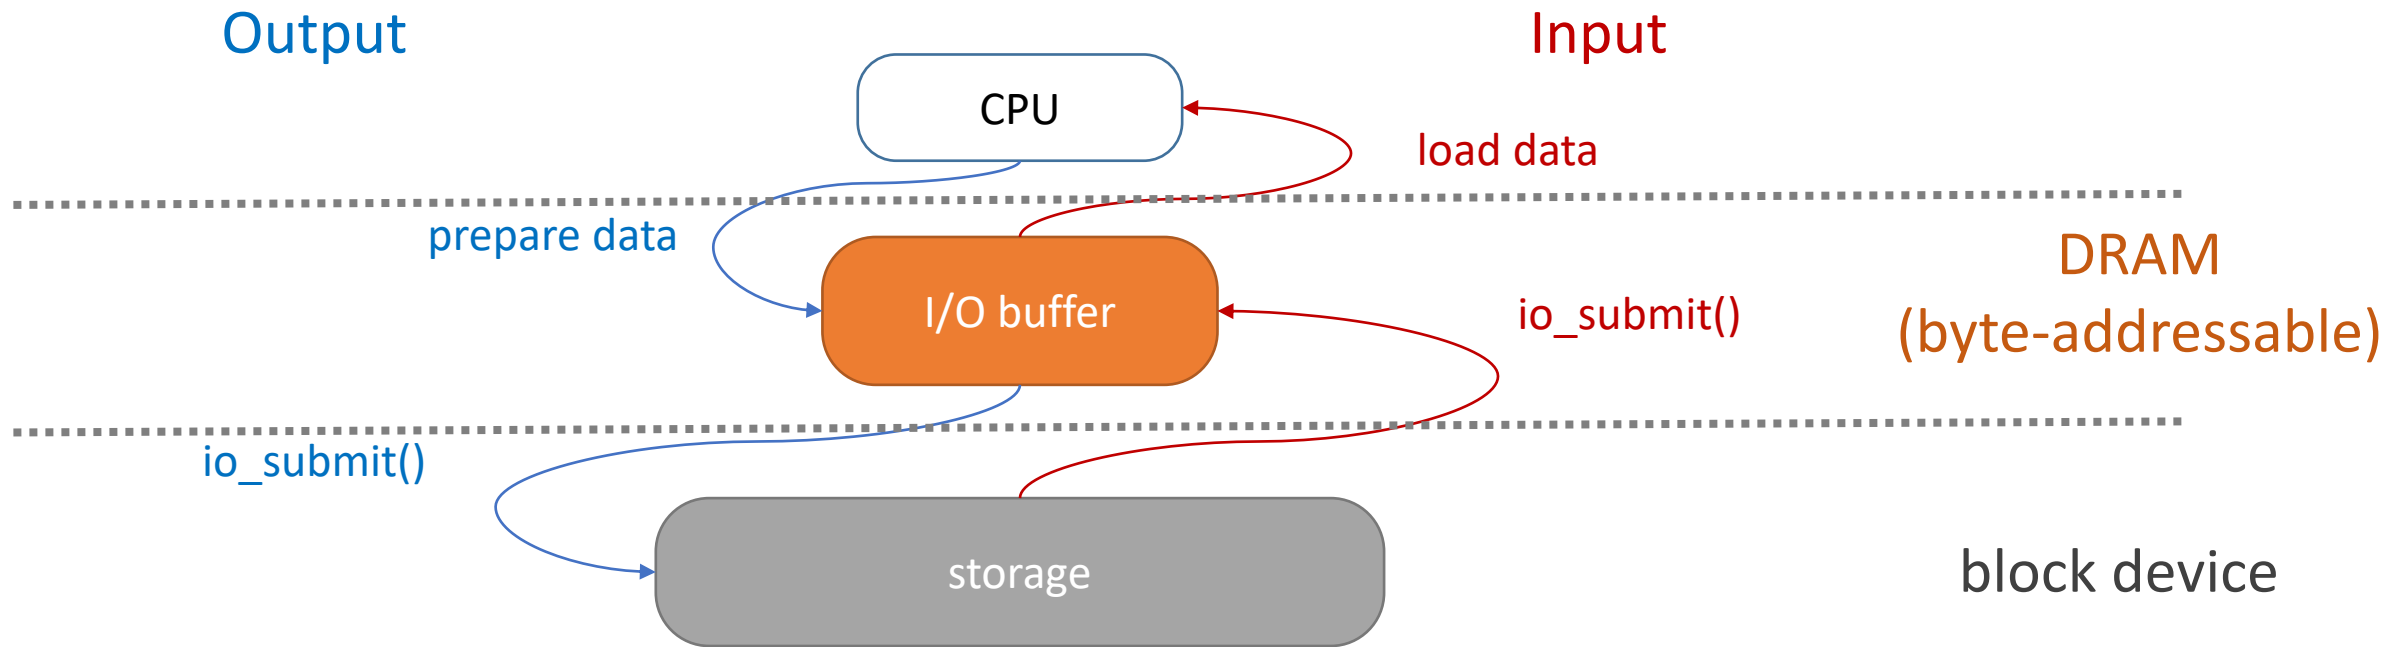 Output
Input
CPU
load data
prepare data
DRAM
(byte-addressable)
I/O buffer
io_submit()
io_submit()
storage
block device